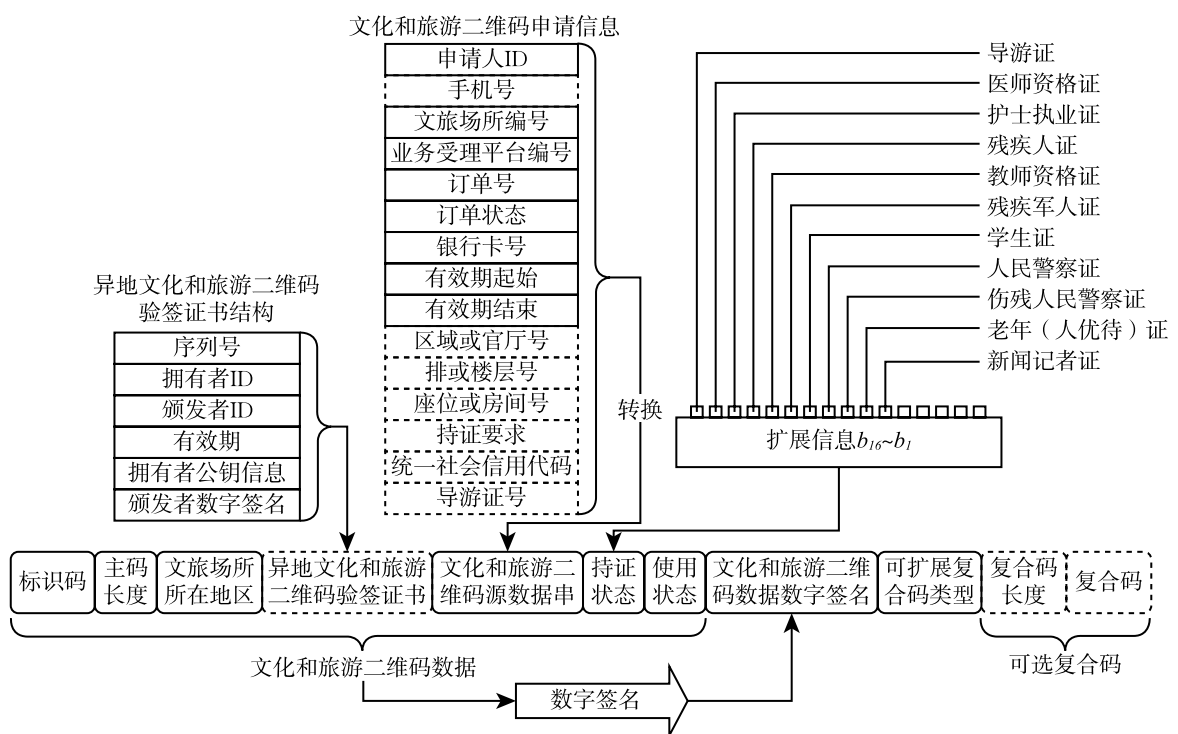 文化和旅游二维码申请信息
申请人ID
手机号
文旅场所编号
业务受理平台编号
订单号
订单状态
银行卡号
有效期起始
有效期结束
区域或官厅号
排或楼层号
座位或房间号
持证要求
统一社会信用代码
导游证号
导游证
医师资格证
护士执业证
残疾人证
教师资格证
残疾军人证
学生证
人民警察证
伤残人民警察证
老年（人优待）证
新闻记者证
扩展信息b16~b1
转换
异地文化和旅游二维码
验签证书结构
序列号
拥有者ID
颁发者ID
有效期
拥有者公钥信息
颁发者数字签名
标识码
主码
长度
文旅场所
所在地区
异地文化和旅游
二维码验签证书
文化和旅游二
维码源数据串
持证
状态
使用
状态
文化和旅游二维
码数据数字签名
可扩展复
合码类型
复合码
长度
复合码
文化和旅游二维码数据
可选复合码
数字签名